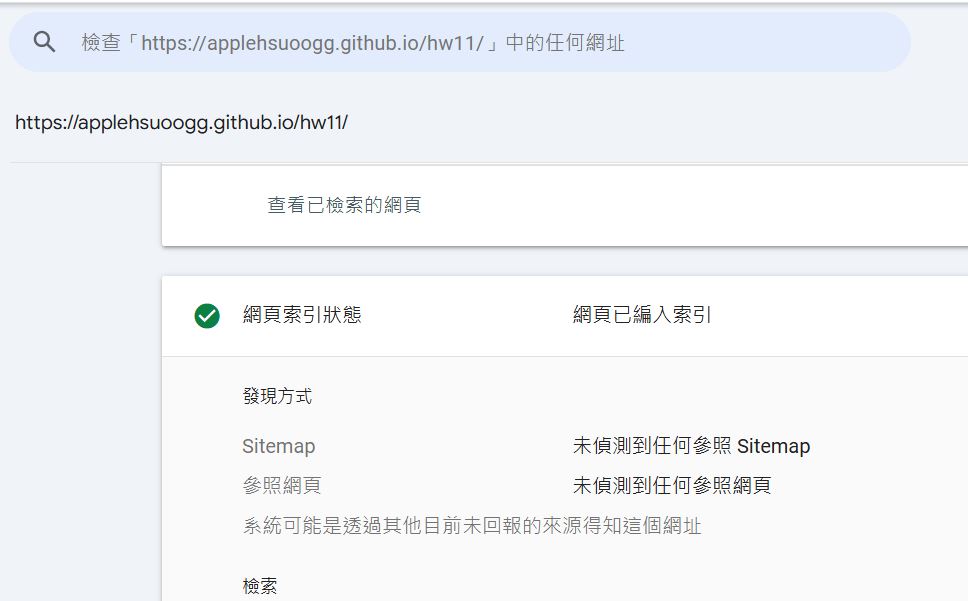 檢查「https://applehsuoogg.github.io/hw11/」中的任何網址
https://applehsuoogg.github.io/hw11/
查看已檢索的網頁
網頁索引狀態 網頁已編入索引
發現方式
Sitemap 未偵測到任何參照 Sitemap
參照網頁 未偵測到任何參照網頁
系統可能是透過其他目前未回報的來源得知這個網址
檢索